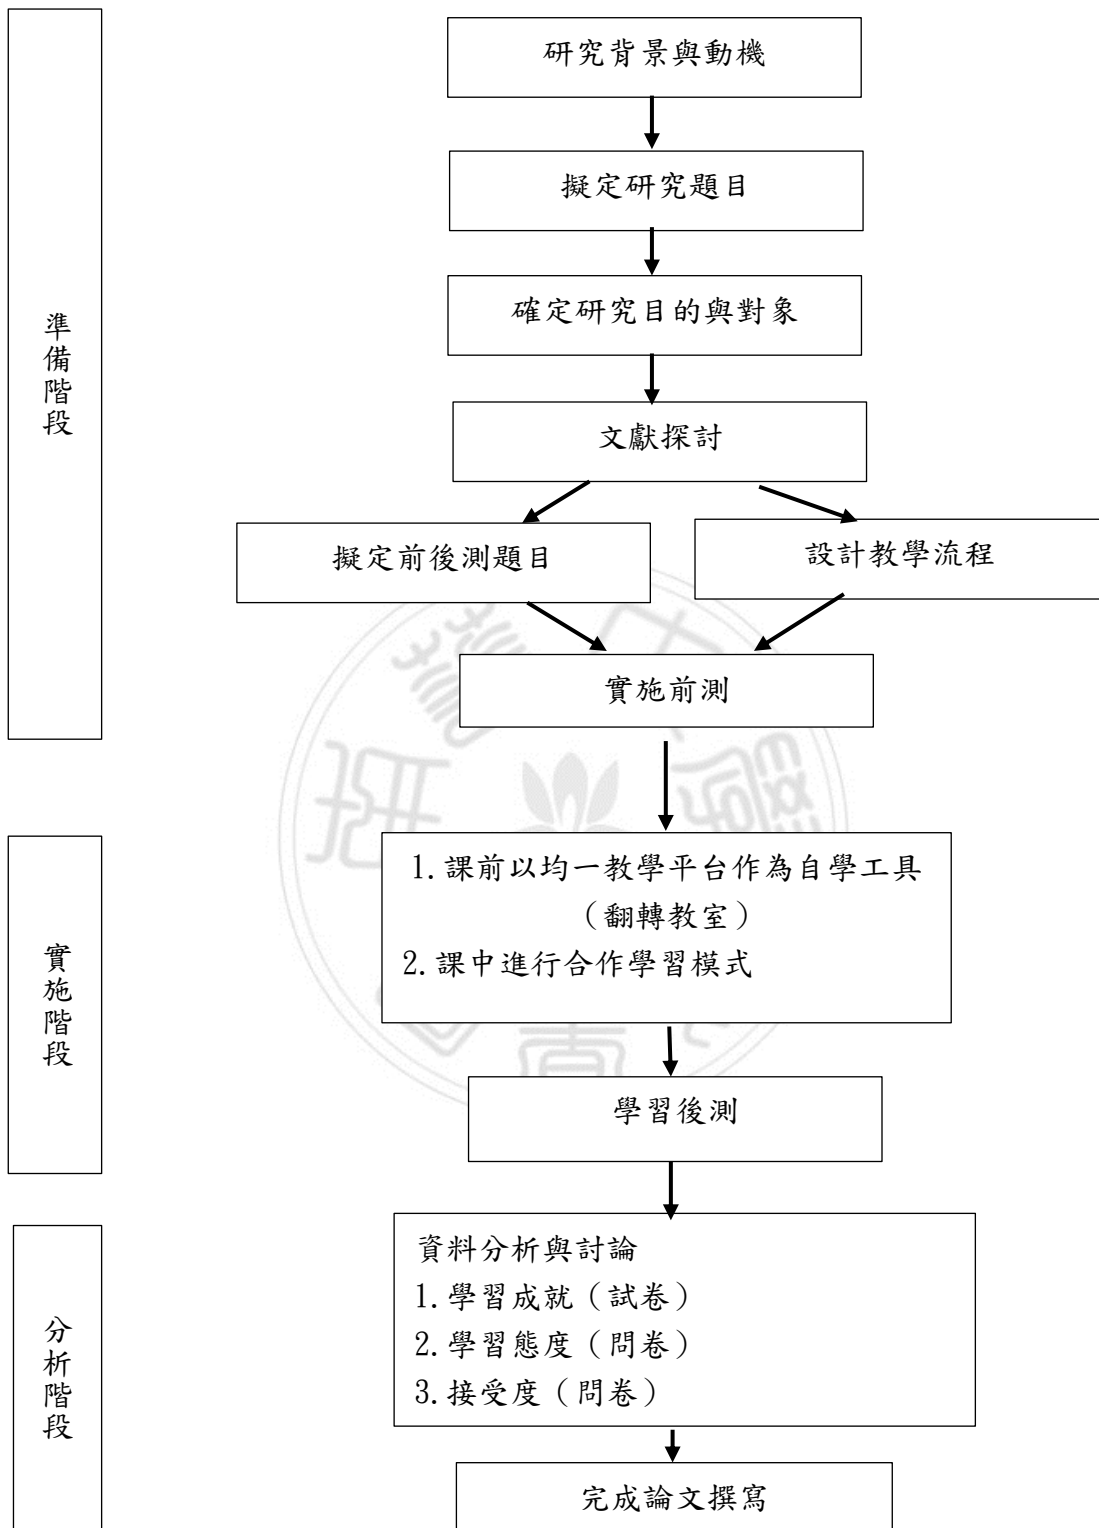 研究背景與動機
擬定研究題目
確定研究目的與對象
文獻探討
擬定前後測題目
設計教學流程
實施前測
準備階段
1.課前以均一教學平台作為自學工具
（翻轉教室）
2.課中進行合作學習模式
學習後測
實施階段
資料分析與討論
1.學習成就（試卷）
2.學習態度（問卷）
3.接受度（問卷）
完成論文撰寫
分析階段